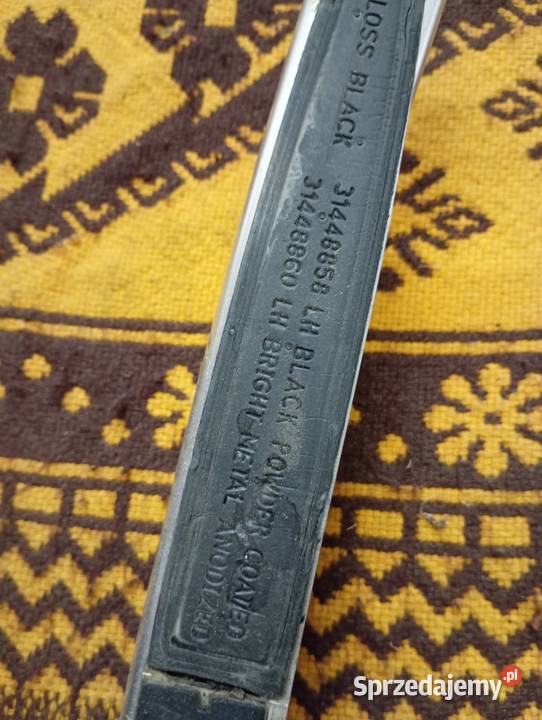 LOSS BLACK 31448858 LH BLACK POWDER COATED
31448860 LH BRIGHT METAL ANODIZED
Sprzedajemy.pl